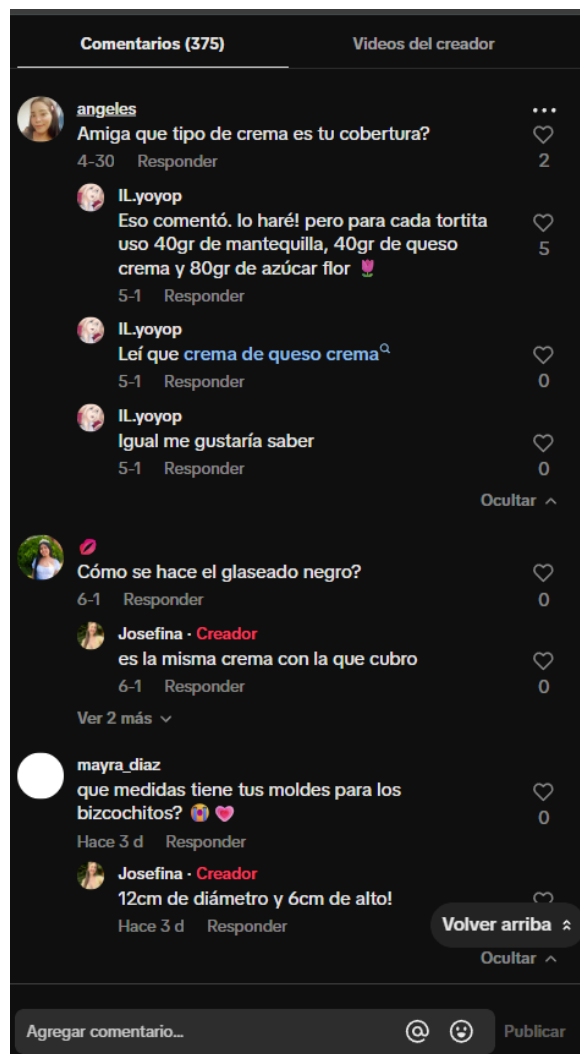 Comentarios (375) Videos del creador
angeles
Amiga que tipo de crema es tu cobertura?
4-30 Responder 2
IL.yoyop
Eso comentó. lo haré! pero para cada tortita
uso 40gr de mantequilla, 40gr de queso
crema y 80gr de azúcar flor 🌷
5
5-1 Responder
IL.yoyop
Leí que crema de queso crema
5-1 Responder 0
IL.yoyop
Igual me gustaría saber
5-1 Responder 0
Ocultar
💋
Cómo se hace el glaseado negro?
6-1 Responder 0
Josefina · Creador
es la misma crema con la que cubro
6-1 Responder 0
Ver 2 más
mayra_diaz
que medidas tiene tus moldes para los
bizcochitos? 😭 💗
0
Hace 3 d Responder
Josefina · Creador
12cm de diámetro y 6cm de alto!
Hace 3 d Responder
Volver arriba
Ocultar
Agregar comentario... Publicar